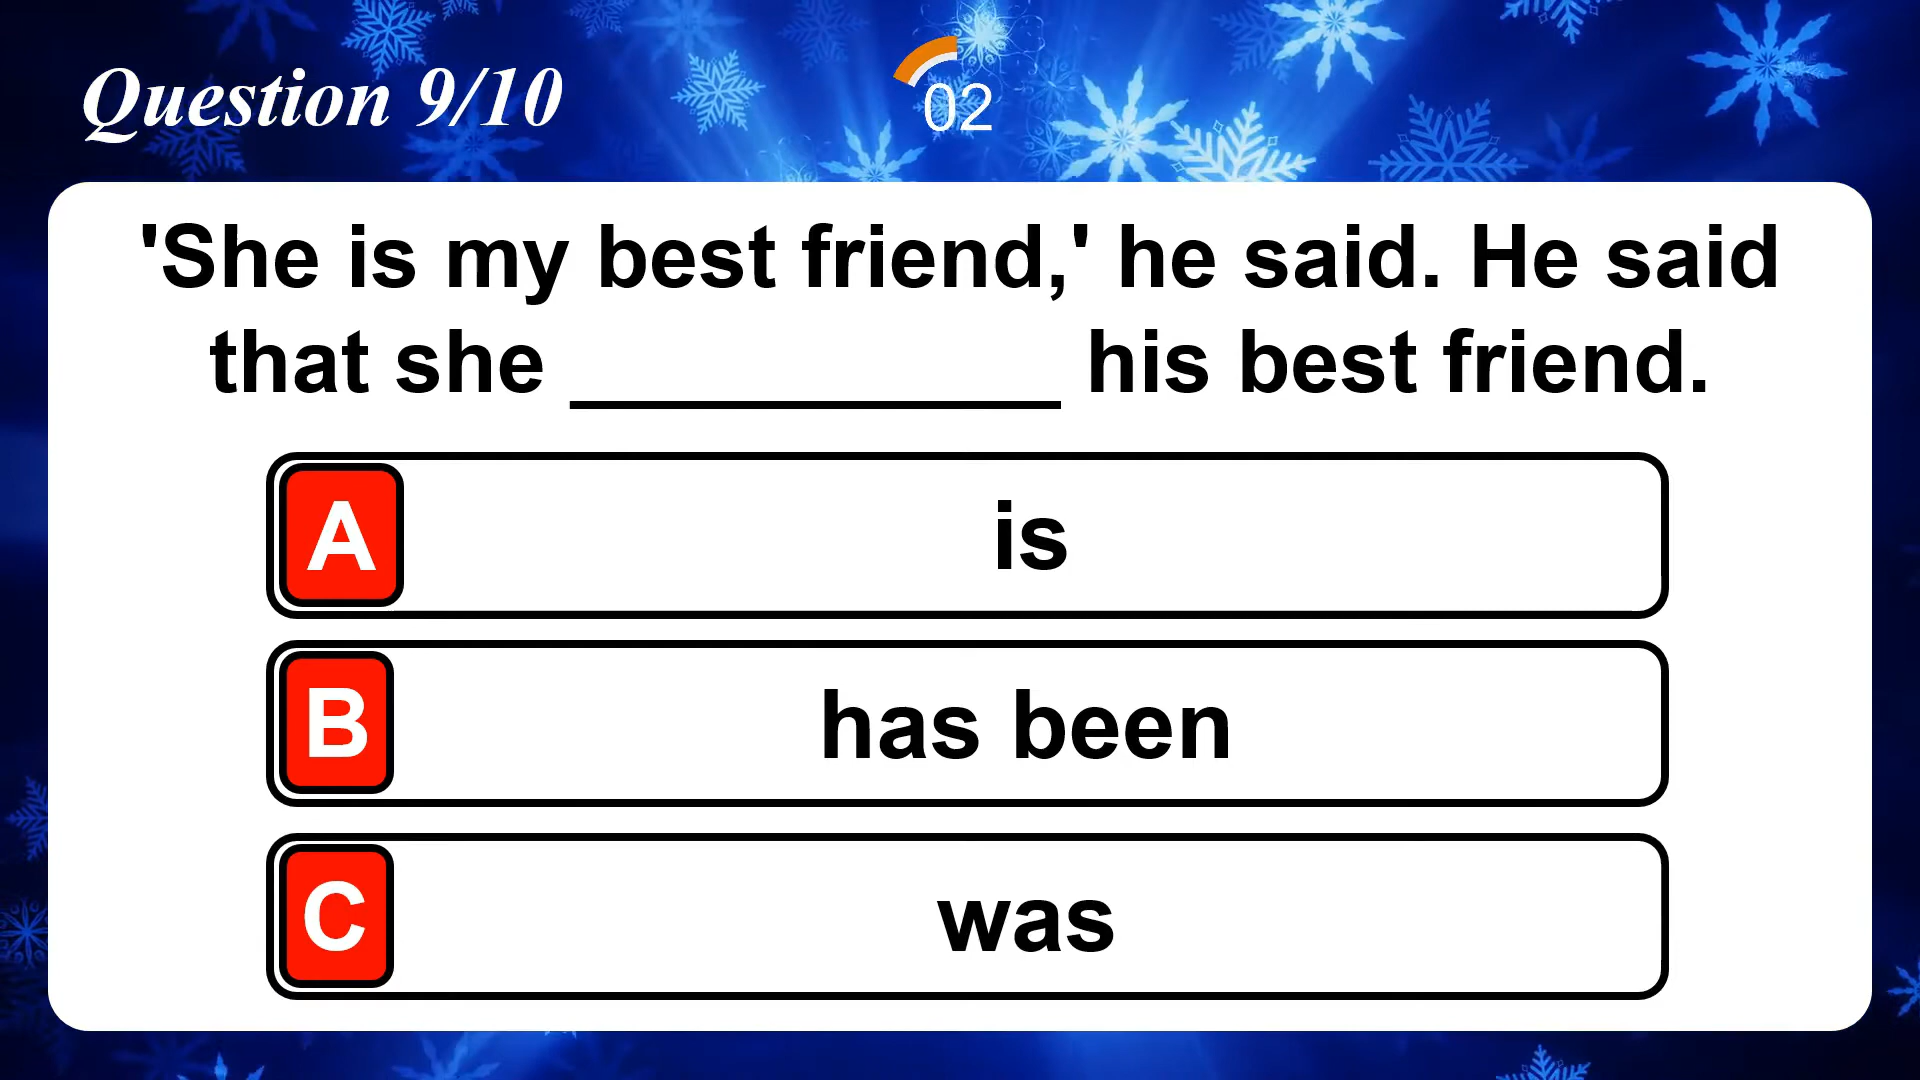 Question 9/10
02
'She is my best friend,' he said. He said
that she ___________ his best friend.
A
is
B
has been
C
was